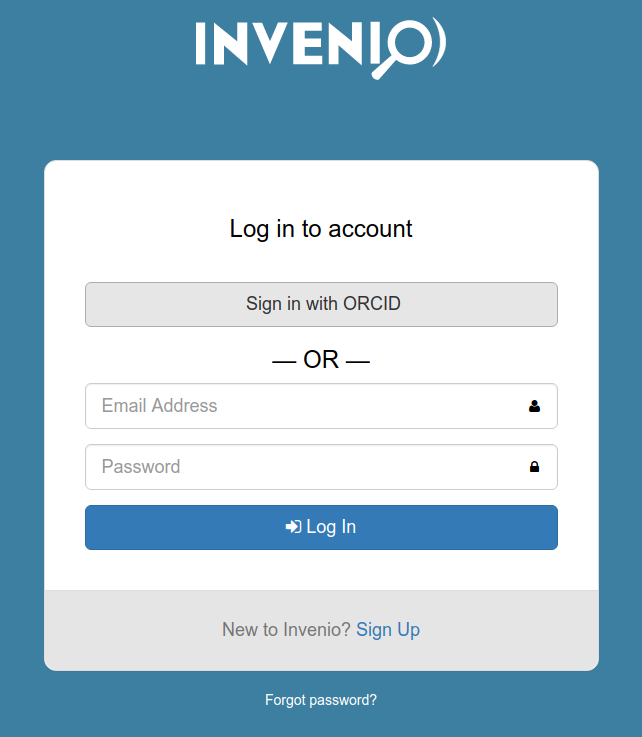 INVENIO
Log in to account
Sign in with ORCID
— OR —
Email Address
Password
Log In
New to Invenio? Sign Up
Forgot password?